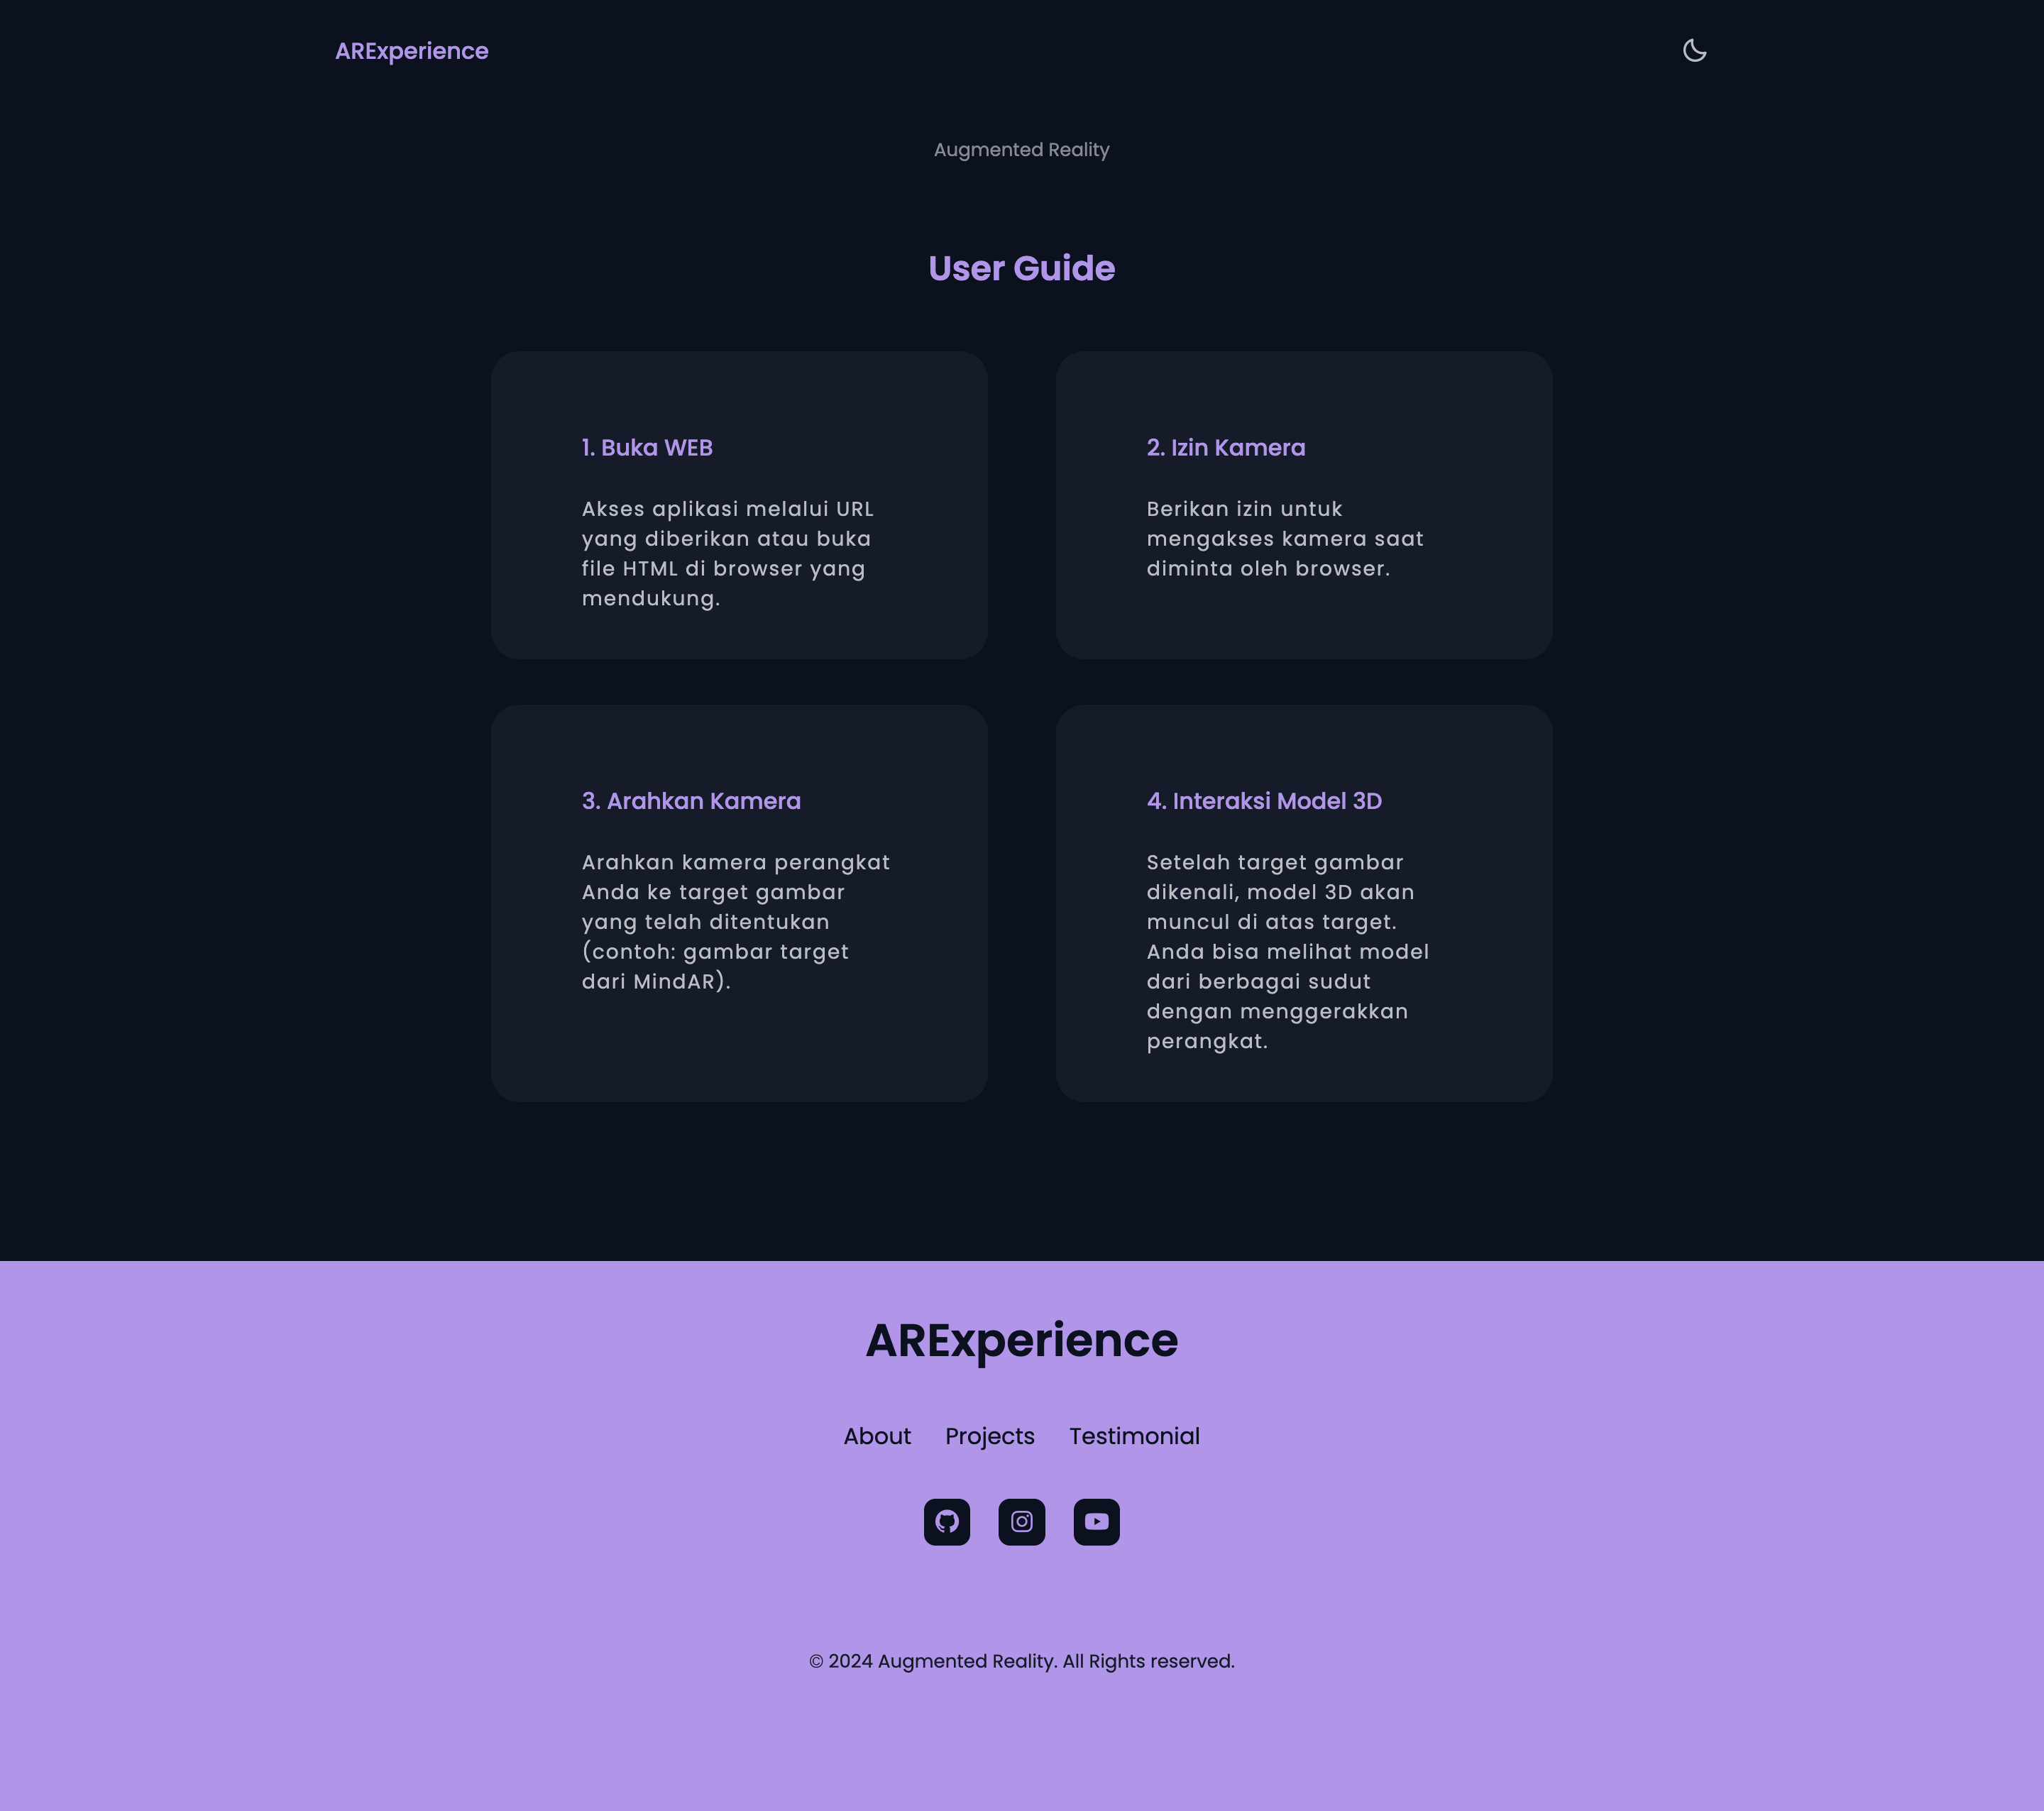 ARExperience
Augmented Reality
User Guide
1. Buka WEB
Akses aplikasi melalui URL
yang diberikan atau buka
file HTML di browser yang
mendukung.
2. Izin Kamera
Berikan izin untuk
mengakses kamera saat
diminta oleh browser.
3. Arahkan Kamera
Arahkan kamera perangkat
Anda ke target gambar
yang telah ditentukan
(contoh: gambar target
dari MindAR).
4. Interaksi Model 3D
Setelah target gambar
dikenali, model 3D akan
muncul di atas target.
Anda bisa melihat model
dari berbagai sudut
dengan menggerakkan
perangkat.
ARExperience
About Projects Testimonial
© 2024 Augmented Reality. All Rights reserved.